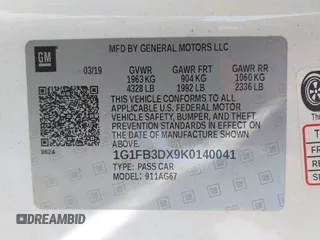 GM
MFD BY GENERAL MOTORS LLC
03/19 GVWR GAWR FRT GAWR RR
1963 KG 904 KG 1060 KG
4328 LB 1992 LB 2336 LB
THIS VEHICLE CONFORMS TO ALL APPLICABLE
U.S. FEDERAL MOTOR
VEHICLE SAFETY, BUMPER, AND
THEFT PREVENTION STANDARDS
IN EFFECT ON THE DATE OF
MANUFACTURE SHOWN ABOVE.
8624
1G1FB3DX9K0140041
TYPE: PASS CAR
MODEL: 911AG67
DREAMBID